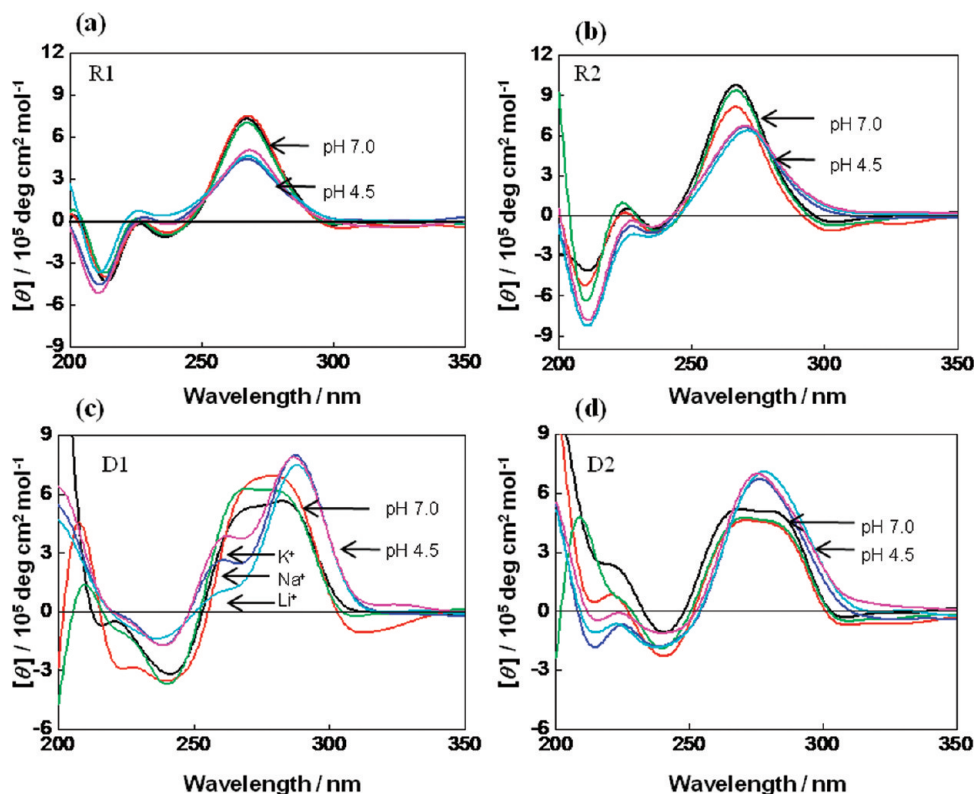 (a)
R1
[θ] / 10⁵ deg cm² mol⁻¹
12
9
6
3
0
-3
-6
-9
pH 7.0
pH 4.5
200 250 300 350
Wavelength / nm
(b)
R2
[θ] / 10⁵ deg cm² mol⁻¹
12
9
6
3
0
-3
-6
-9
pH 7.0
pH 4.5
200 250 300 350
Wavelength / nm
(c)
D1
[θ] / 10⁵ deg cm² mol⁻¹
9
6
3
0
-3
-6
pH 7.0
pH 4.5
K⁺
Na⁺
Li⁺
200 250 300 350
Wavelength / nm
(d)
D2
[θ] / 10⁵ deg cm² mol⁻¹
9
6
3
0
-3
-6
pH 7.0
pH 4.5
200 250 300 350
Wavelength / nm